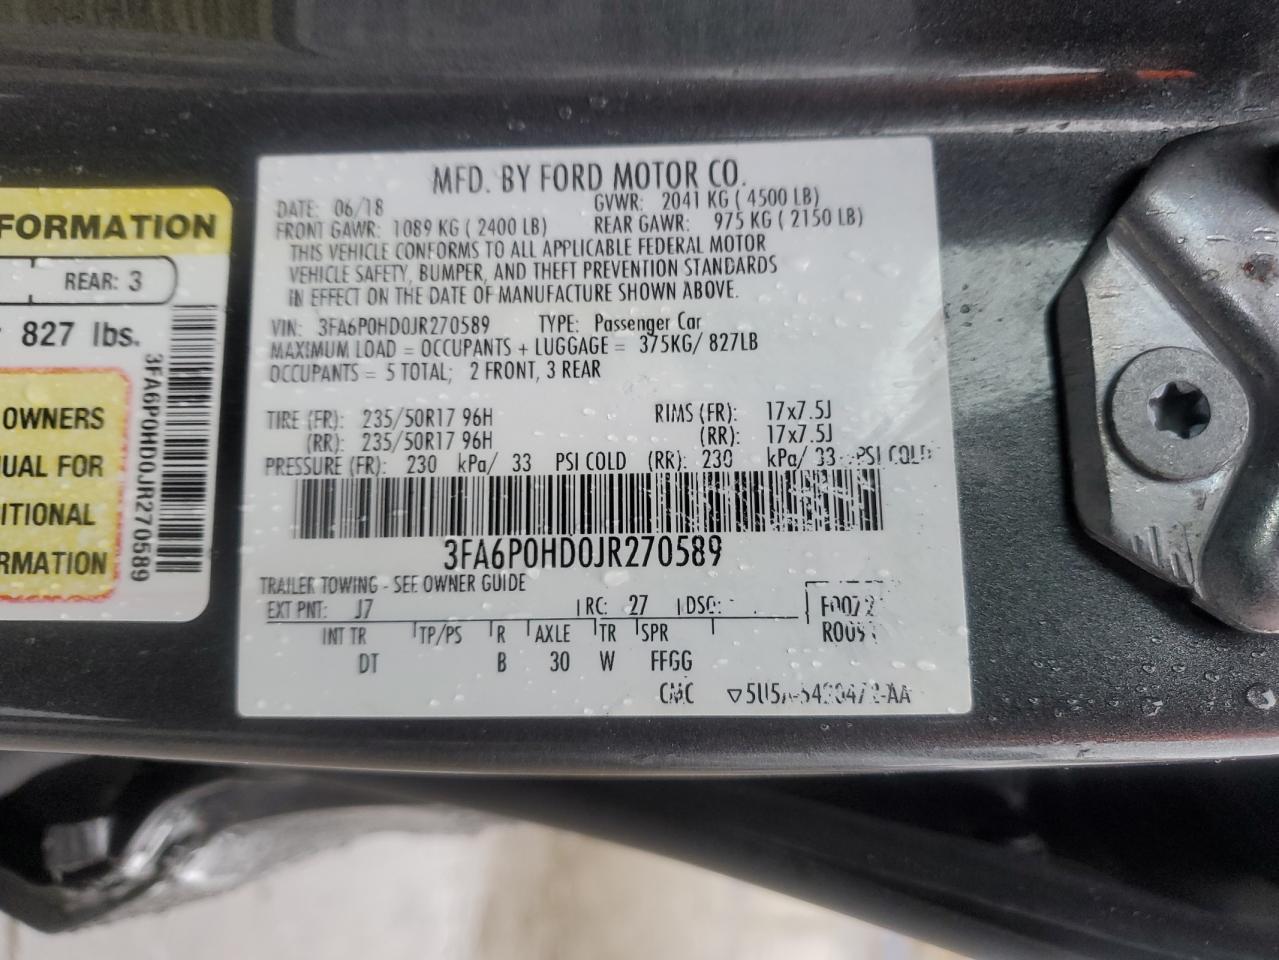 FORMATION
REAR: 3
827 lbs.
OWNERS
UAL FOR
ITIONAL
RMATION
3FA6P0HD0JR270589
MFD. BY FORD MOTOR CO.
DATE: 06/18 GVWR: 2041 KG ( 4500 LB)
FRONT GAWR: 1089 KG ( 2400 LB) REAR GAWR: 975 KG ( 2150 LB)
THIS VEHICLE CONFORMS TO ALL APPLICABLE FEDERAL MOTOR
VEHICLE SAFETY, BUMPER, AND THEFT PREVENTION STANDARDS
IN EFFECT ON THE DATE OF MANUFACTURE SHOWN ABOVE.
VIN: 3FA6P0HD0JR270589 TYPE: Passenger Car
MAXIMUM LOAD = OCCUPANTS + LUGGAGE = 375KG/ 827LB
OCCUPANTS = 5 TOTAL; 2 FRONT, 3 REAR
TIRE (FR): 235/50R17 96H RIMS (FR): 17x7.5J
(RR): 235/50R17 96H (RR): 17x7.5J
PRESSURE (FR): 230 kPa/ 33 PSI COLD (RR): 230 kPa/ 33 PSI COLD
3FA6P0HD0JR270589
TRAILER TOWING - SEE OWNER GUIDE
EXT PNT: J7 RC: 27 DSO:
INT TR TP/PS R AXLE TR SPR
DT B 30 W FFGG
CMC